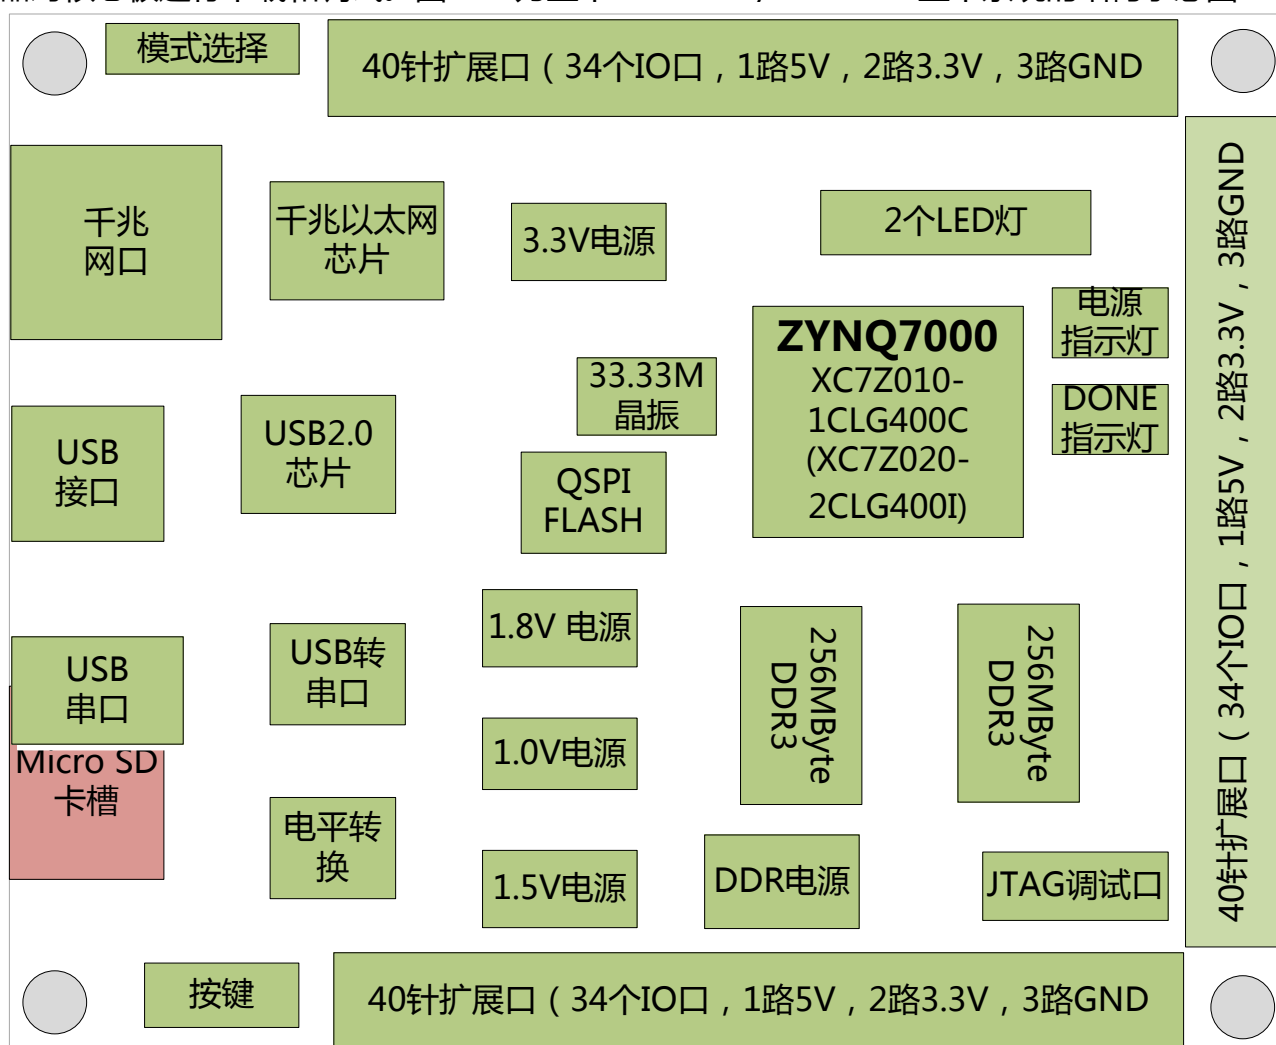 模式选择
40针扩展口（34个IO口，1路5V，2路3.3V，3路GND
千兆
网口
千兆以太网
芯片
3.3V电源
2个LED灯
电源
指示灯
ZYNQ7000
XC7Z010-
1CLG400C
(XC7Z020-
2CLG400I)
33.33M
晶振
DONE
指示灯
USB
接口
USB2.0
芯片
QSPI
FLASH
40针扩展口（34个IO口，1路5V，2路3.3V，3路GND
1.8V 电源
256MByte
DDR3
256MByte
DDR3
USB
串口
USB转
串口
1.0V电源
Micro SD
卡槽
电平转
换
1.5V电源
DDR电源
JTAG调试口
按键
40针扩展口（34个IO口，1路5V，2路3.3V，3路GND